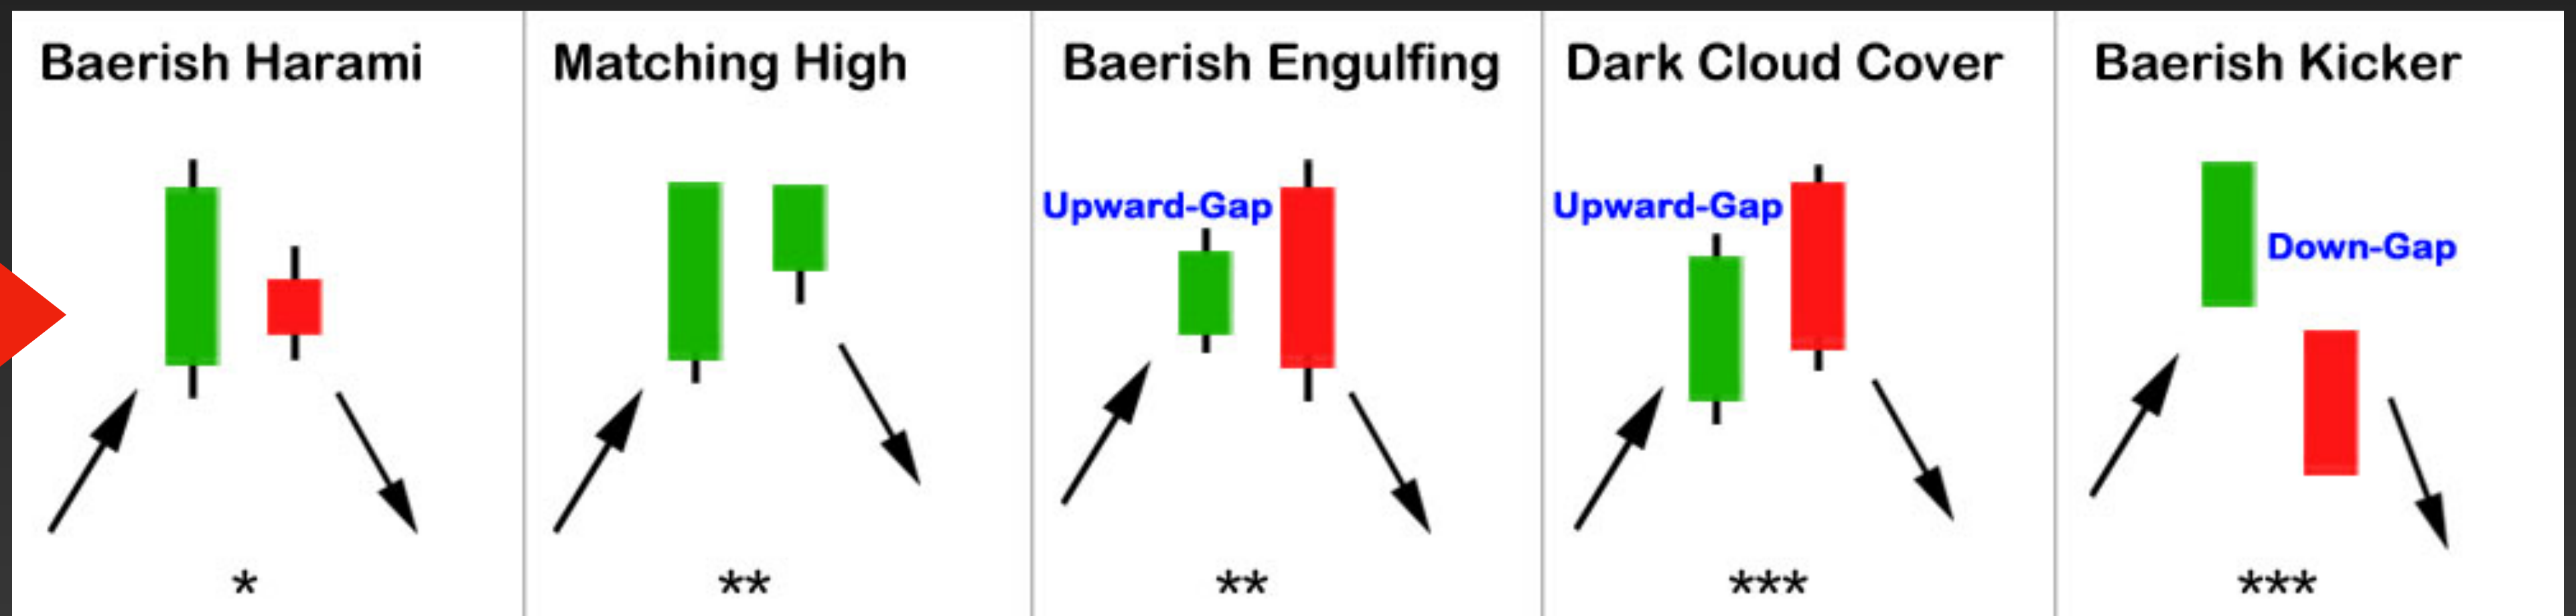 Baerish Harami
Matching High
Baerish Engulfing
Dark Cloud Cover
Baerish Kicker
Upward-Gap
Upward-Gap
Down-Gap
*
**
**
***
***